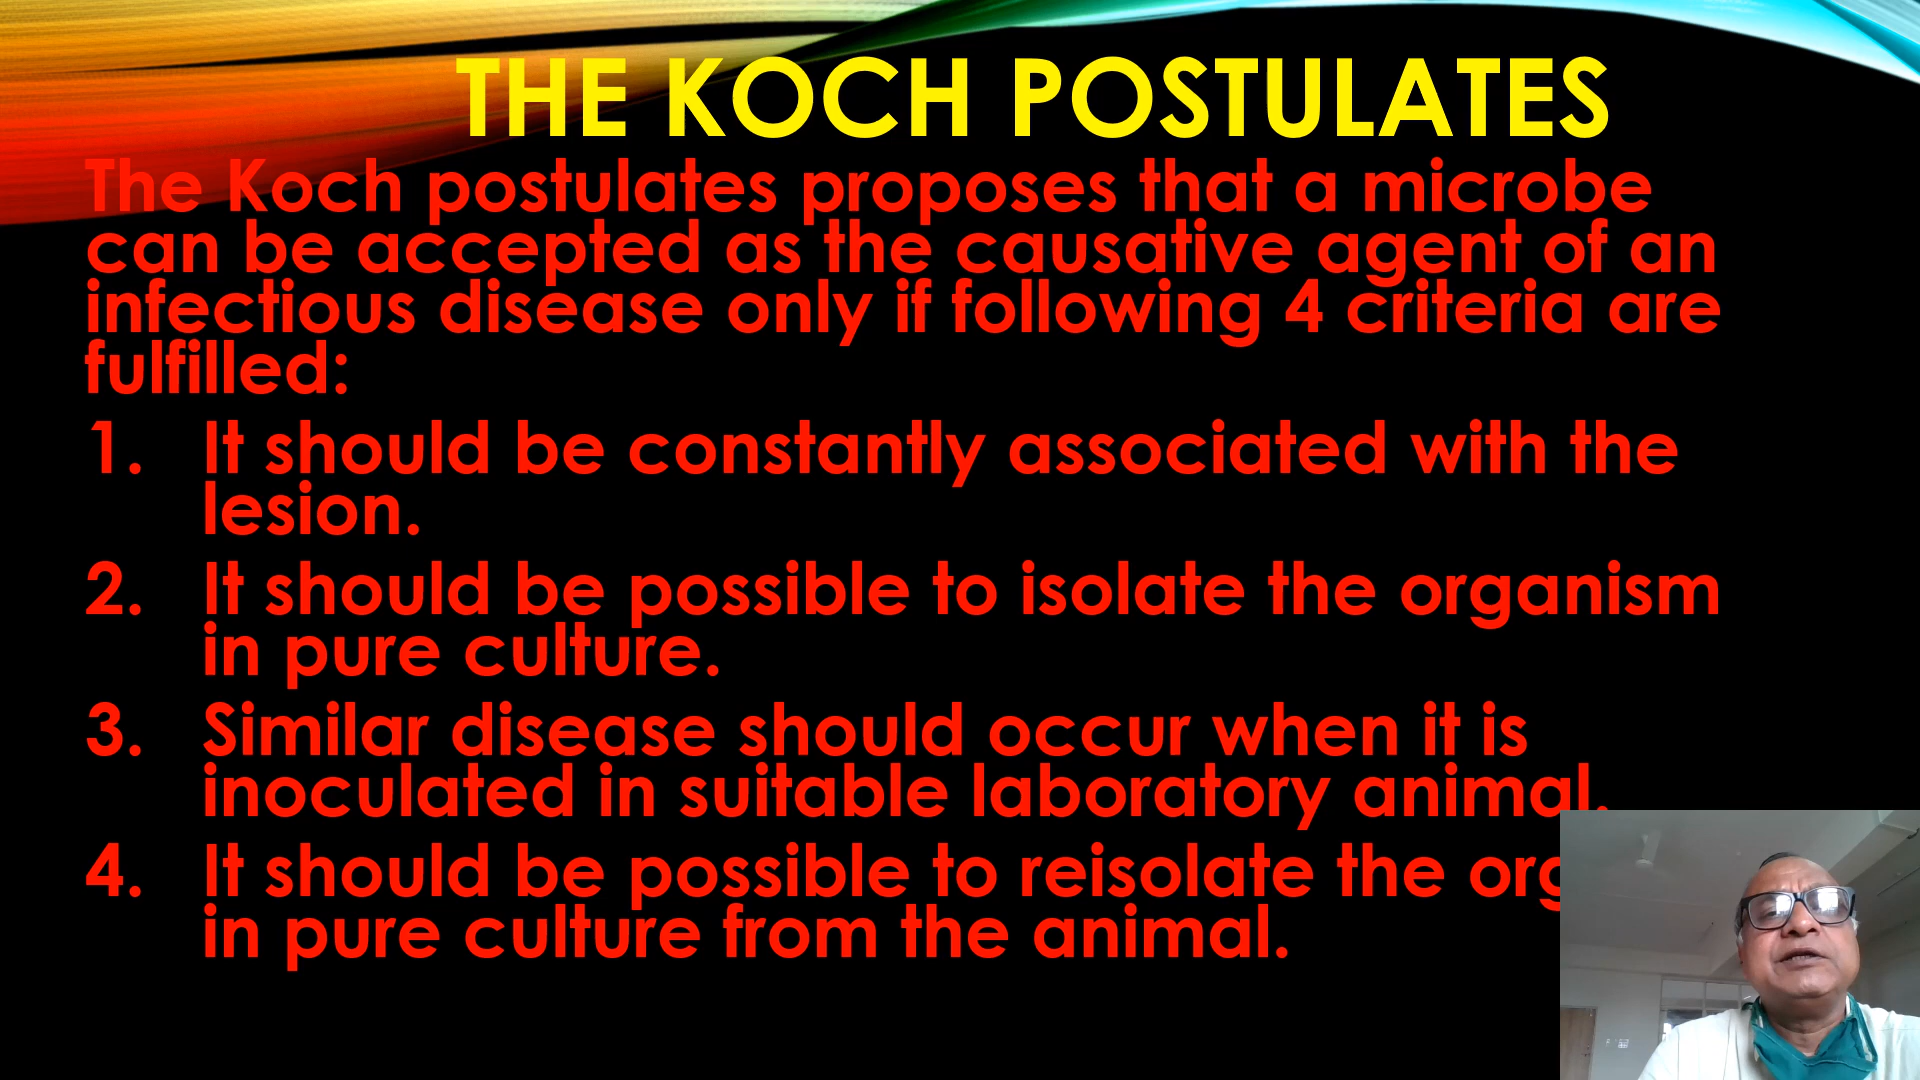 THE KOCH POSTULATES
The Koch postulates proposes that a microbe
can be accepted as the causative agent of an
infectious disease only if following 4 criteria are
fulfilled:
1. It should be constantly associated with the
lesion.
2. It should be possible to isolate the organism
in pure culture.
3. Similar disease should occur when it is
inoculated in suitable laboratory animal.
4. It should be possible to reisolate the
in pure culture from the animal.